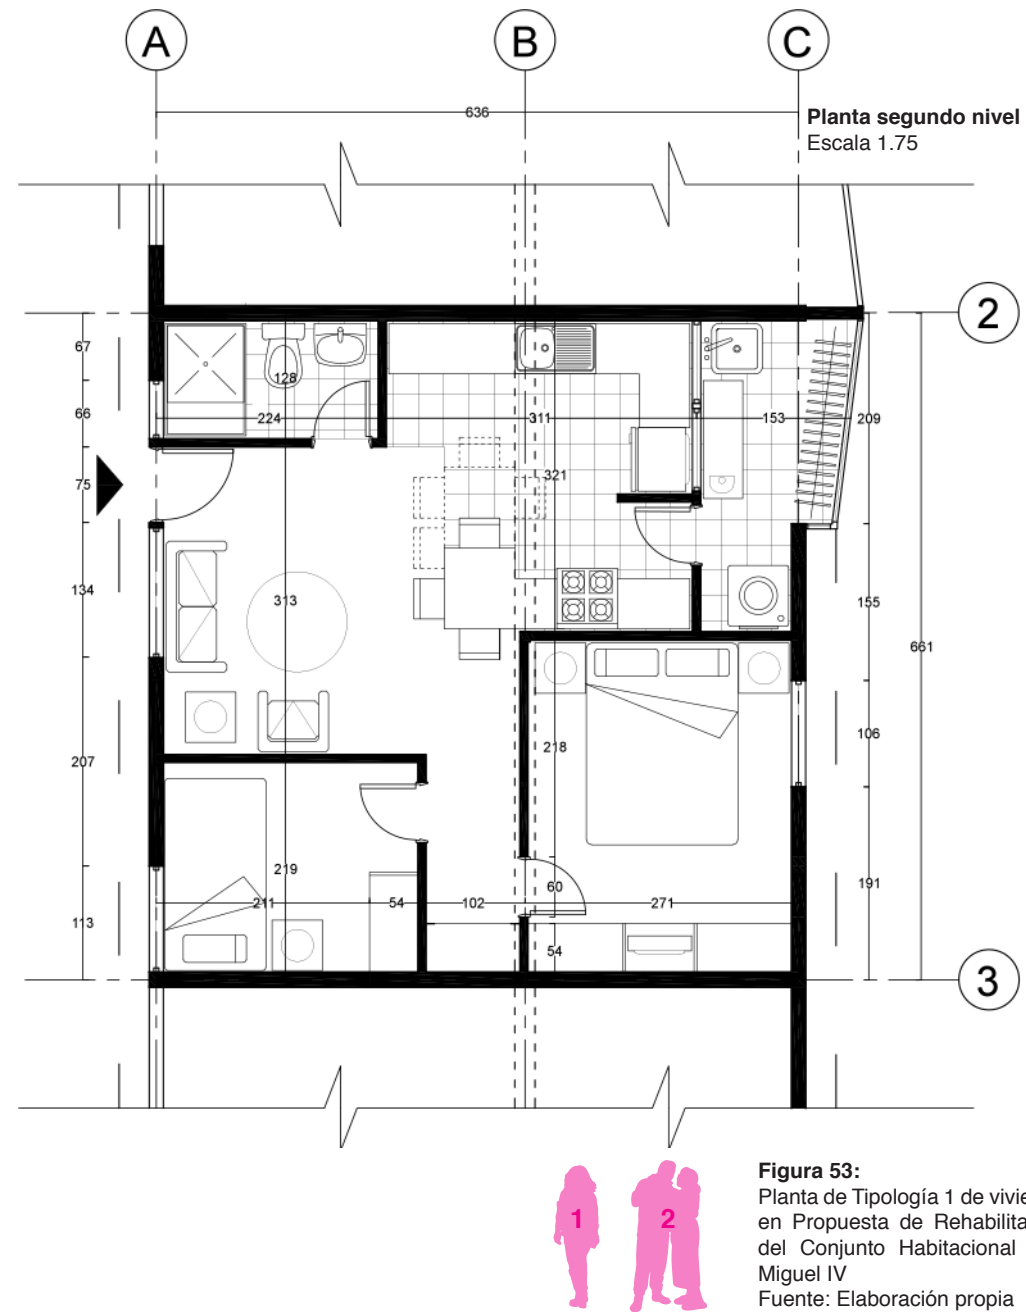 A
B
C
636
Planta segundo nivel
Escala 1.75
2
67
128
66
224
311
153
209
75
321
134
313
155
661
207
218
106
219
60
191
211
54
102
271
113
54
3
1
2
Figura 53:
Planta de Tipología 1 de vivie
en Propuesta de Rehabilita
del Conjunto Habitacional
Miguel IV
Fuente: Elaboración propia